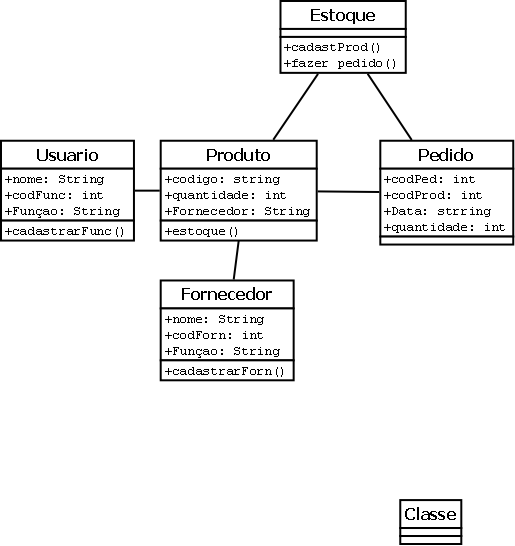 Estoque
+cadastProd()
+fazer pedido()
Usuario
+nome: String
+codFunc: int
+Funçao: String
+cadastrarFunc()
Produto
+codigo: string
+quantidade: int
+Fornecedor: String
+estoque()
Pedido
+codPed: int
+codProd: int
+Data: strring
+quantidade: int
Fornecedor
+nome: String
+codForn: int
+Funçao: String
+cadastrarForn()
Classe